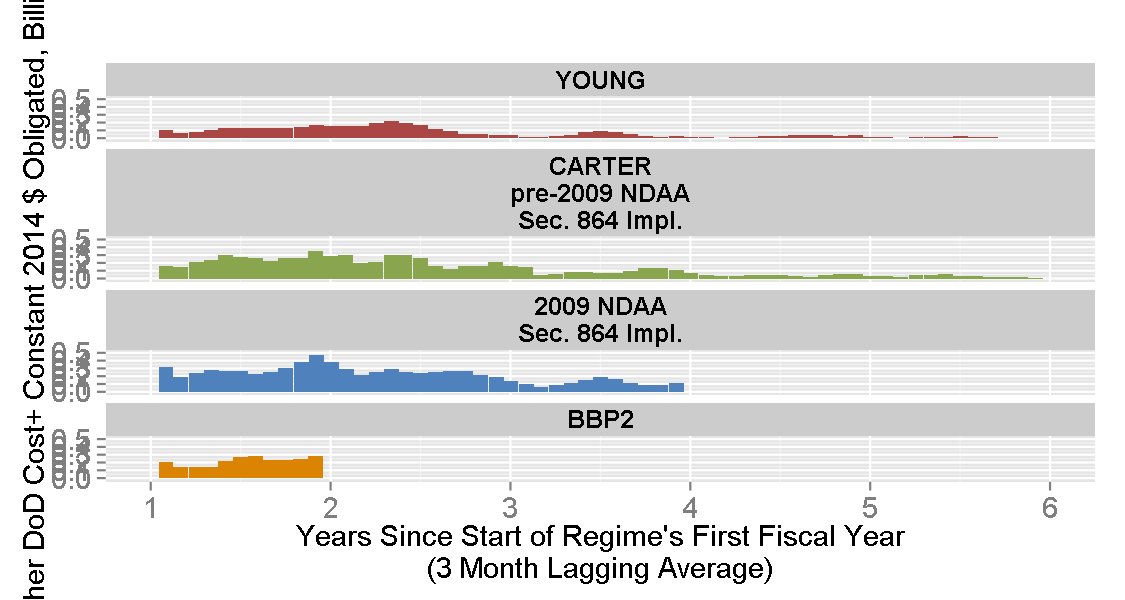 her DoD Cost+ Constant 2014 $ Obligated, Billi
YOUNG
0.5
0.0
CARTER
pre-2009 NDAA
Sec. 864 Impl.
0.5
0.0
2009 NDAA
Sec. 864 Impl.
0.5
0.0
BBP2
0.5
0.0
1 2 3 4 5 6
Years Since Start of Regime's First Fiscal Year
(3 Month Lagging Average)